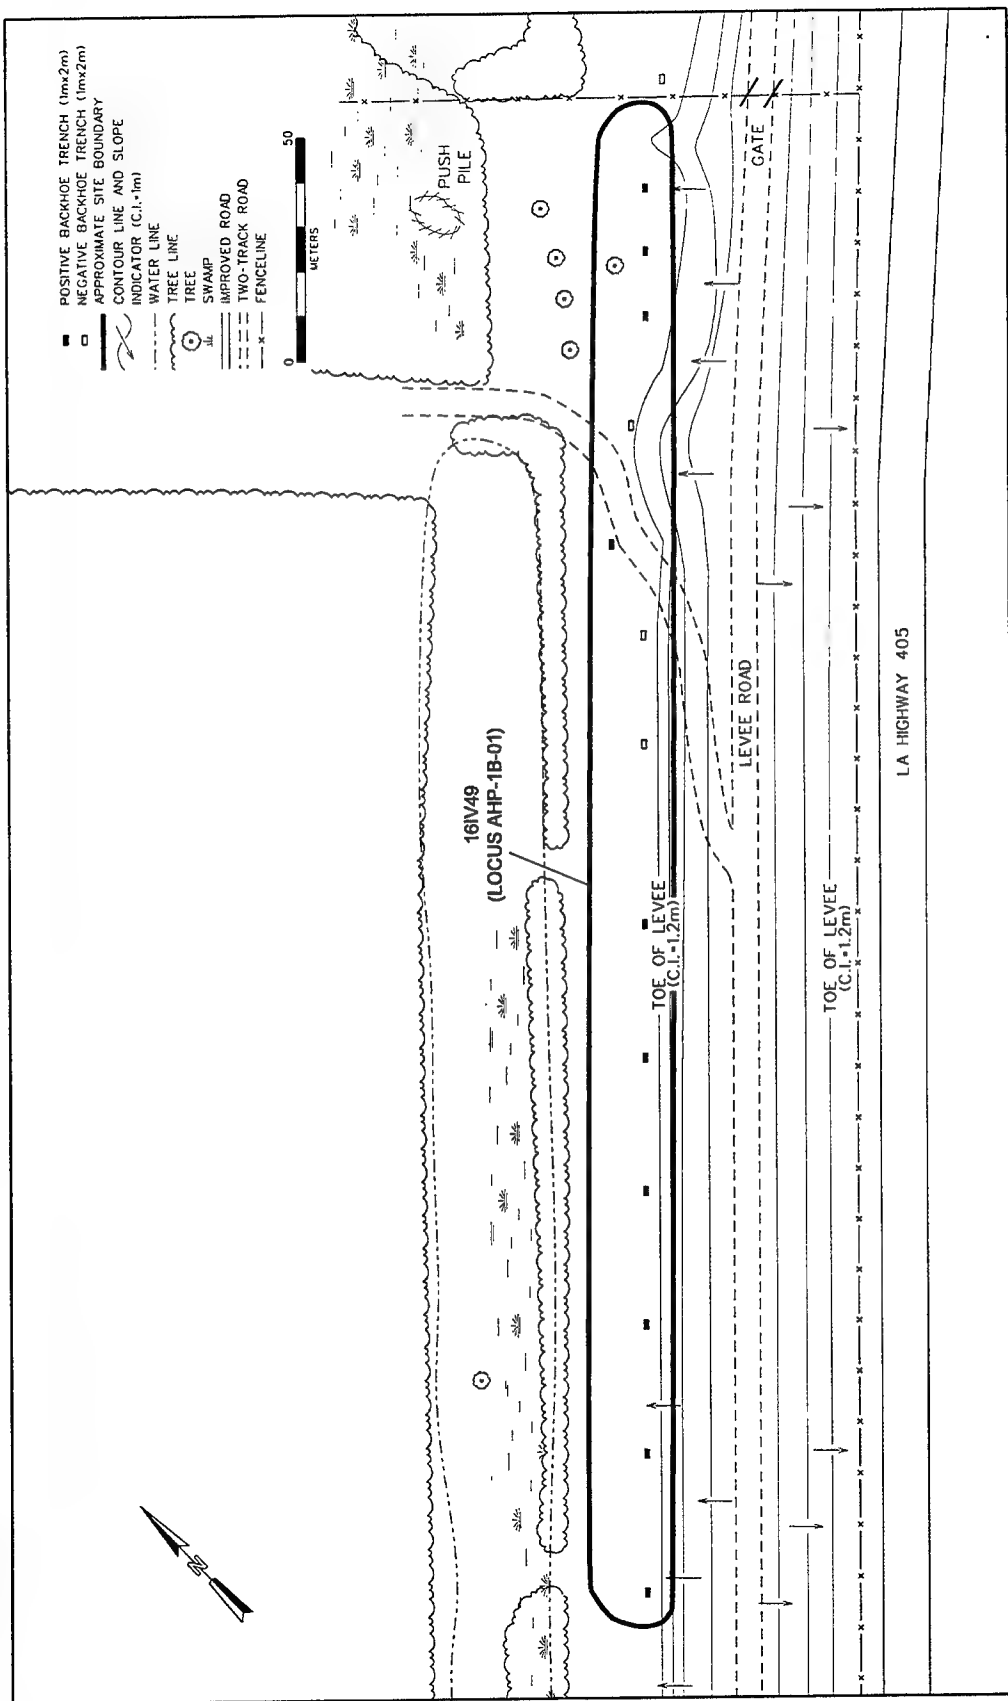 POSITIVE BACKHOE TRENCH (1mx2m)
NEGATIVE BACKHOE TRENCH (1mx2m)
APPROXIMATE SITE BOUNDARY
CONTOUR LINE AND SLOPE
INDICATOR (C.I.=1m)
WATER LINE
TREE LINE
TREE
SWAMP
IMPROVED ROAD
TWO-TRACK ROAD
FENCELINE
0
50
METERS
PUSH
PILE
GATE
16IV49
(LOCUS AHP-1B-01)
LEVEE ROAD
LA HIGHWAY 405
TOE OF LEVEE
(C.I.=1.2m)
TOE OF LEVEE
(C.I.=1.2m)
N